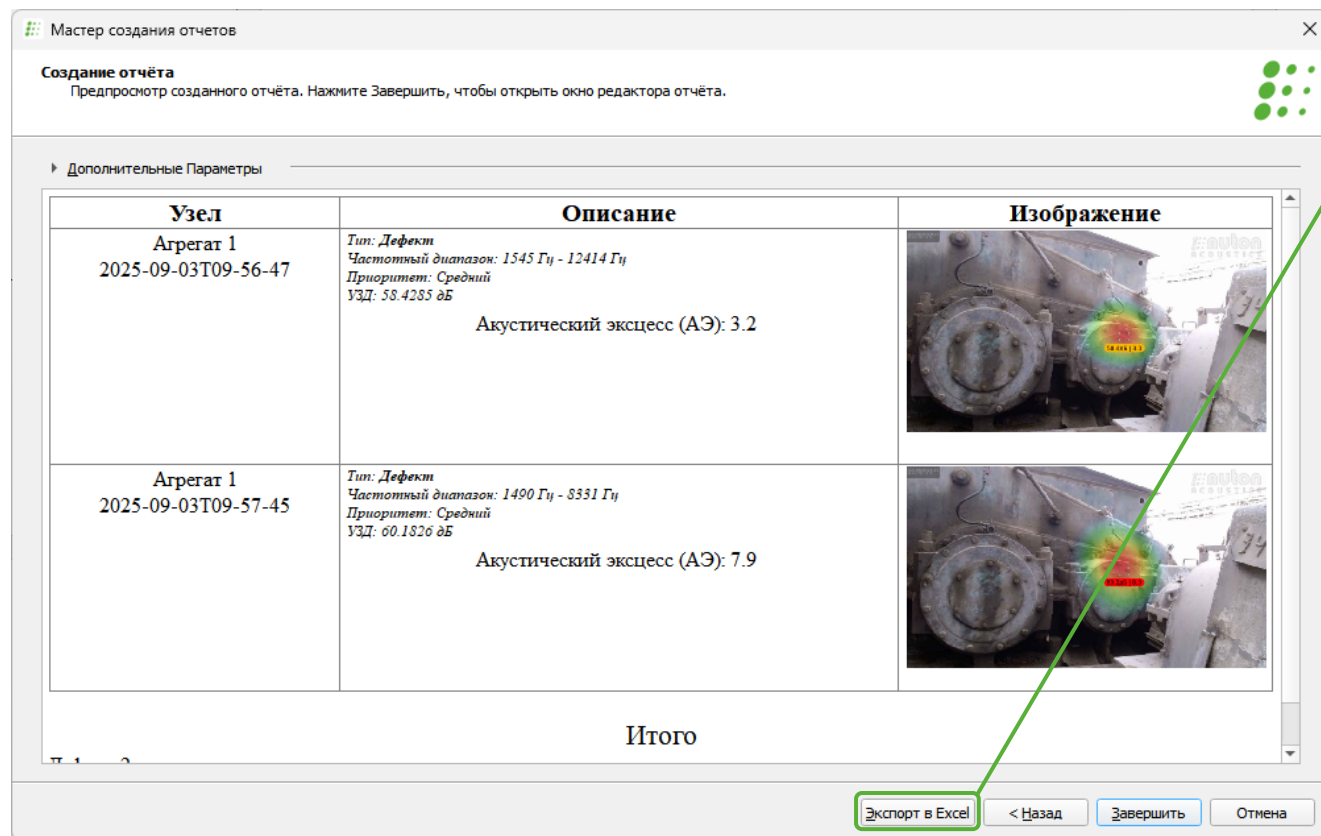 Мастер создания отчетов
Создание отчёта
Предпросмотр созданного отчёта. Нажмите Завершить, чтобы открыть окно редактора отчёта.
Дополнительные Параметры
Узел Описание Изображение
Агрегат 1
2025-09-03T09-56-47
Тип: Дефект
Частотный диапазон: 1545 Гц - 12414 Гц
Приоритет: Средний
УЗД: 58.4285 дБ
Акустический эксцесс (АЭ): 3.2
Агрегат 1
2025-09-03T09-57-45
Тип: Дефект
Частотный диапазон: 1490 Гц - 8331 Гц
Приоритет: Средний
УЗД: 60.1826 дБ
Акустический эксцесс (АЭ): 7.9
Итого
Экспорт в Excel < Назад Завершить Отмена